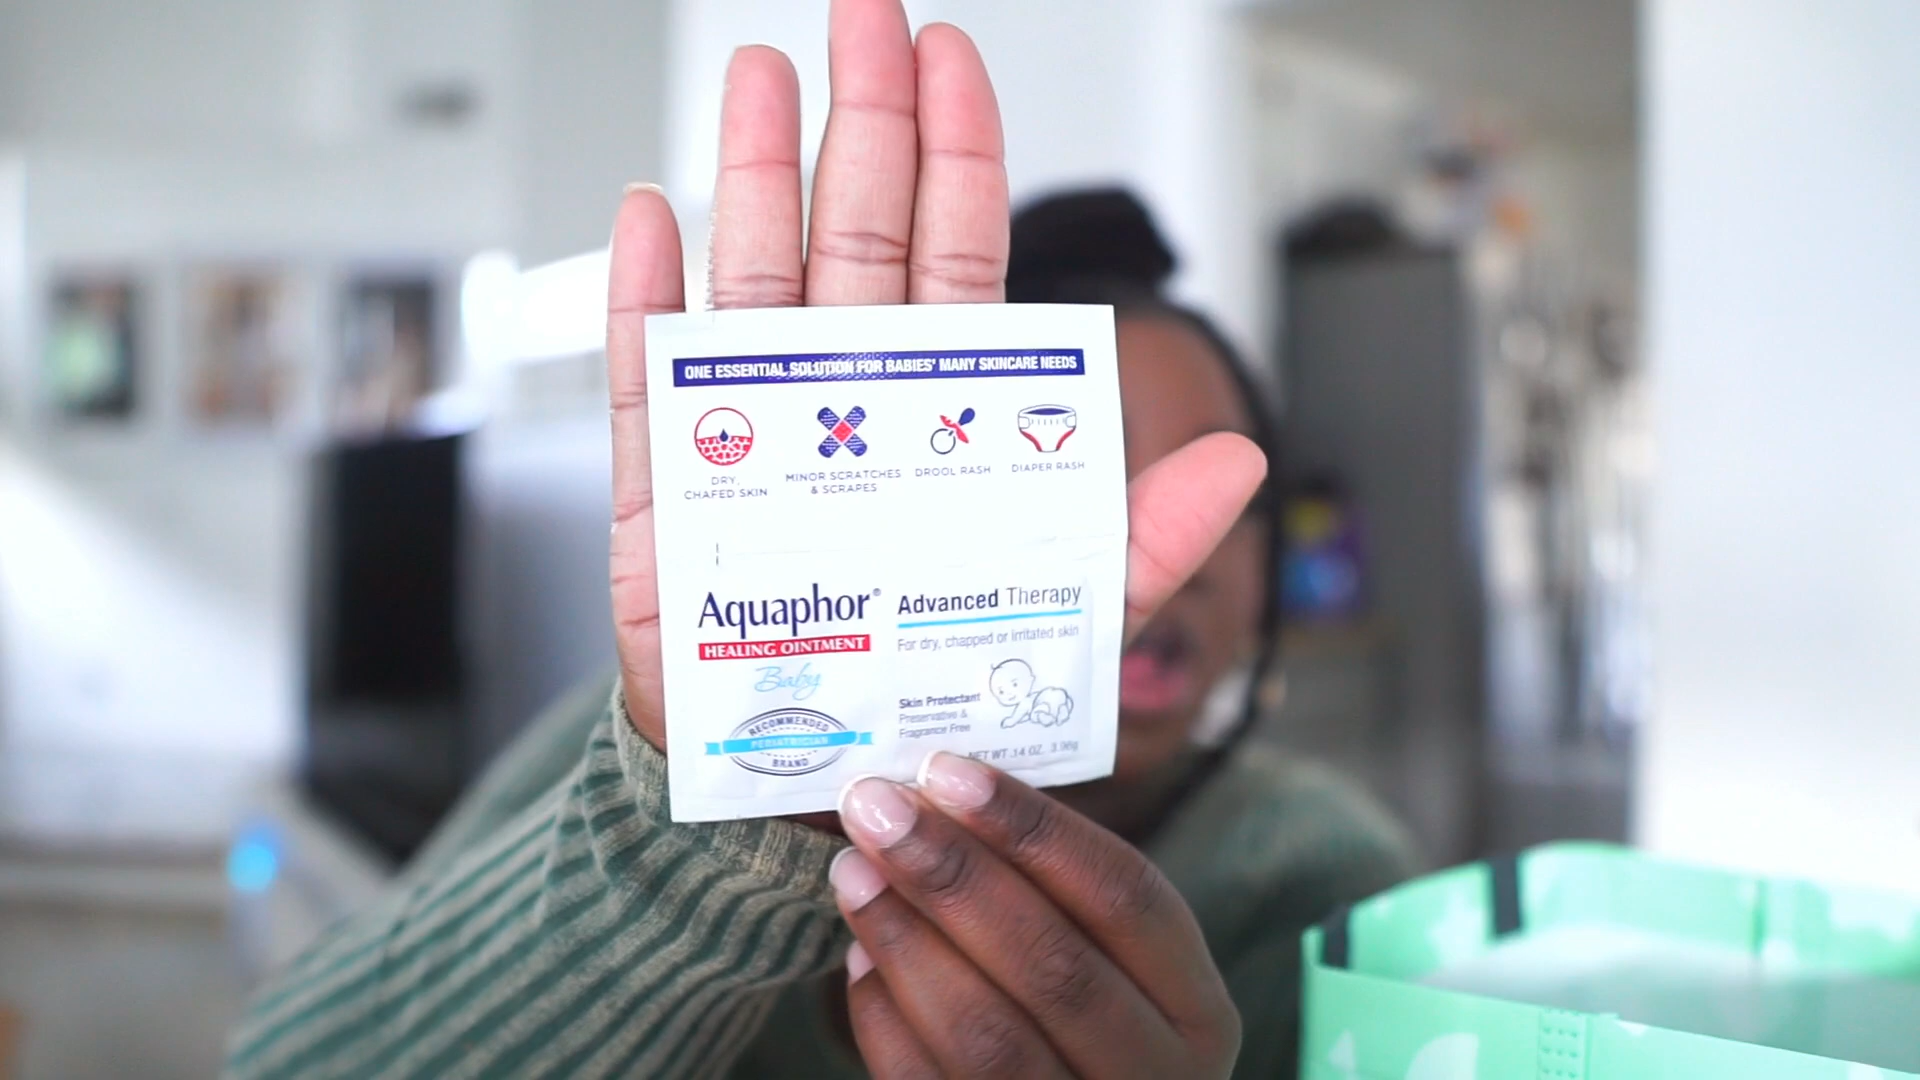 ONE ESSENTIAL SOLUTION FOR BABIES' MANY SKINCARE NEEDS
DRY,
CHAFED SKIN
MINOR SCRATCHES
& SCRAPES
DROOL RASH
DIAPER RASH
Aquaphor®
HEALING OINTMENT
Baby
RECOMMENDED
PEDIATRICIAN
BRAND
Advanced Therapy
For dry, chapped or irritated skin
Skin Protectant
Preservative &
Fragrance Free
NET WT .14 OZ. 3.96g